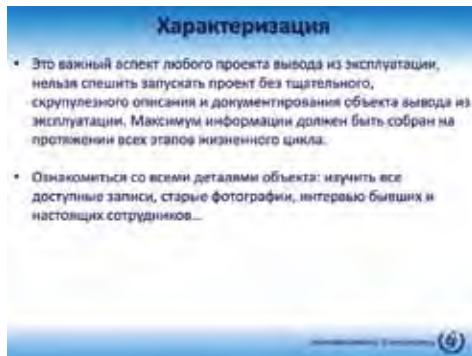 Характеризация
• Это важный аспект любого проекта вывода из эксплуатации,
нельзя спешить запускать проект без тщательного,
скрупулезного описания и документирования объекта вывода из
эксплуатации. Максимум информации должен быть собран на
протяжении всех этапов жизненного цикла.
• Ознакомиться со всеми деталями объекта: изучить все
доступные записи, старые фотографии, интервью бывших и
настоящих сотрудников...